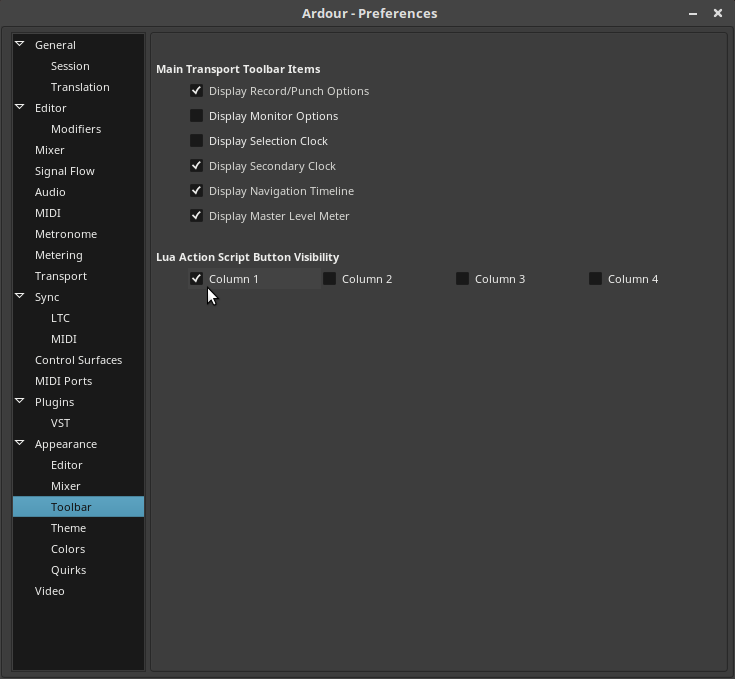 Ardour - Preferences
General
Session
Translation
Editor
Modifiers
Mixer
Signal Flow
Audio
MIDI
Metronome
Metering
Transport
Sync
LTC
MIDI
Control Surfaces
MIDI Ports
Plugins
VST
Appearance
Editor
Mixer
Toolbar
Theme
Colors
Quirks
Video
Main Transport Toolbar Items
Display Record/Punch Options
Display Monitor Options
Display Selection Clock
Display Secondary Clock
Display Navigation Timeline
Display Master Level Meter
Lua Action Script Button Visibility
Column 1 Column 2 Column 3 Column 4